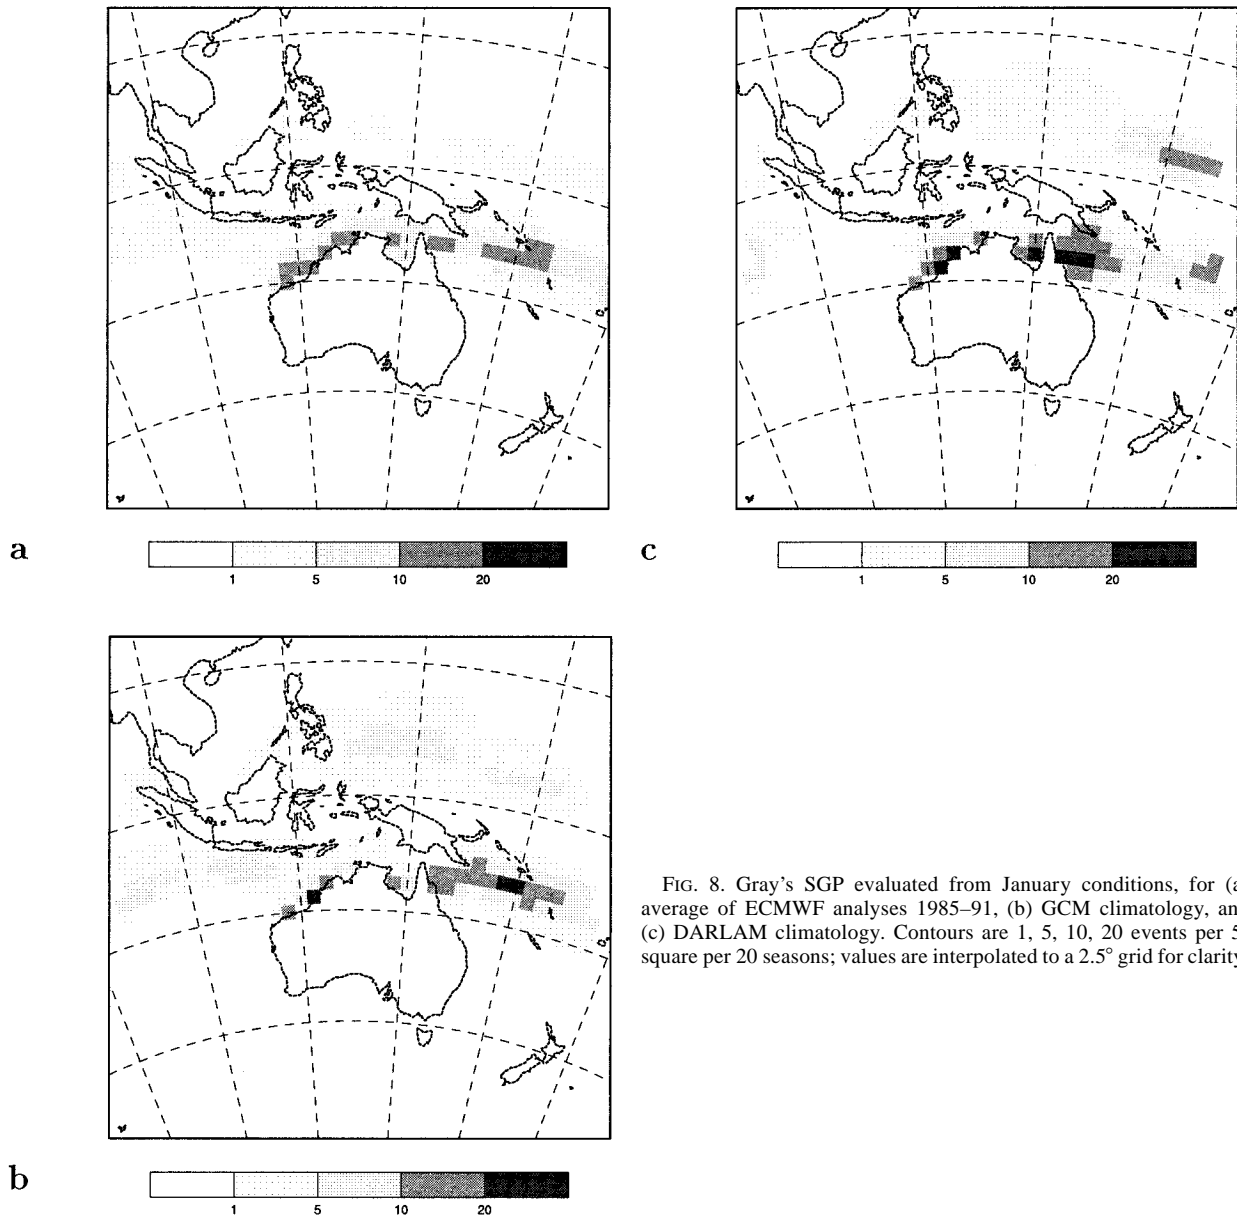 a
1 5 10 20
c
1 5 10 20
b
1 5 10 20
FIG. 8. Gray's SGP evaluated from January conditions, for (a
average of ECMWF analyses 1985–91, (b) GCM climatology, an
(c) DARLAM climatology. Contours are 1, 5, 10, 20 events per 5
square per 20 seasons; values are interpolated to a 2.5° grid for clarity